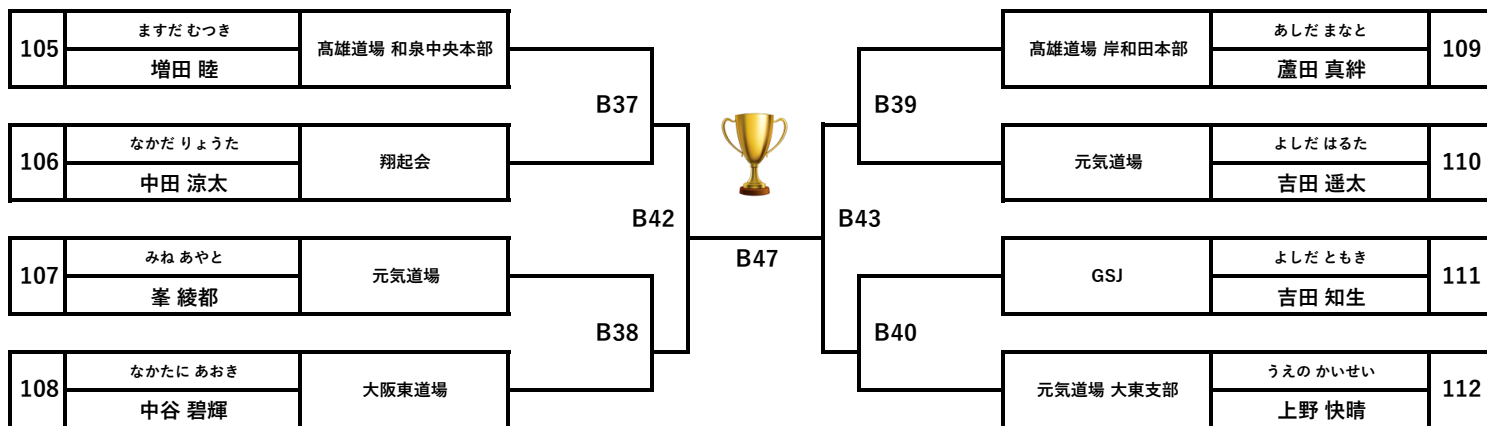 105
ますだ むつき
増田 睦
髙雄道場 和泉中央本部
106
なかだ りょうた
中田 涼太
翔起会
107
みね あやと
峯 綾都
元気道場
108
なかたに あおき
中谷 碧輝
大阪東道場
B37
B38
B42
B47
B43
B39
B40
髙雄道場 岸和田本部
あしだ まなと
蘆田 真絆
109
元気道場
よしだ はるた
吉田 遥太
110
GSJ
よしだ ともき
吉田 知生
111
元気道場 大東支部
うえの かいせい
上野 快晴
112